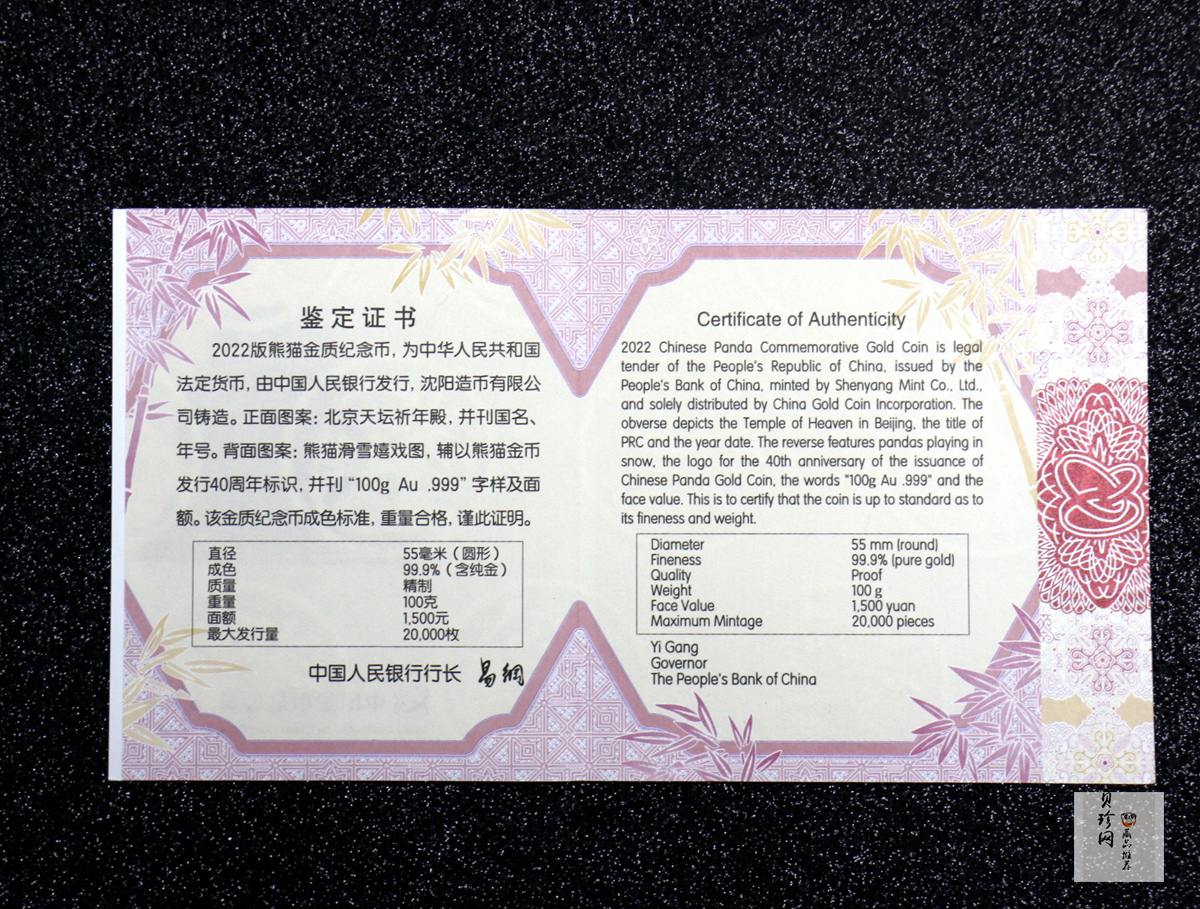 鉴定证书
2022版熊猫金质纪念币，为中华人民共和国
法定货币，由中国人民银行发行，沈阳造币有限公
司铸造。正面图案：北京天坛祈年殿，并刊国名、
年号。背面图案：熊猫滑雪嬉戏图，辅以熊猫金币
发行40周年标识，并刊“100g Au .999”字样及面
额。该金质纪念币成色标准，重量合格，谨此证明。
直径 55毫米（圆形）
成色 99.9%（含纯金）
质量 精制
重量 100克
面额 1,500元
最大发行量 20,000枚
中国人民银行行长 易纲
Certificate of Authenticity
2022 Chinese Panda Commemorative Gold Coin is legal
tender of the People's Republic of China, issued by the
People's Bank of China, minted by Shenyang Mint Co., Ltd.,
and solely distributed by China Gold Coin Incorporation. The
obverse depicts the Temple of Heaven in Beijing, the title of
PRC and the year date. The reverse features pandas playing in
snow, the logo for the 40th anniversary of the issuance of
Chinese Panda Gold Coin, the words "100g Au .999" and the
face value. This is to certify that the coin is up to standard as to
its fineness and weight.
Diameter 55 mm (round)
Fineness 99.9% (pure gold)
Quality Proof
Weight 100 g
Face Value 1,500 yuan
Maximum Mintage 20,000 pieces
Yi Gang
Governor
The People's Bank of China
贝珍网
藏品推荐